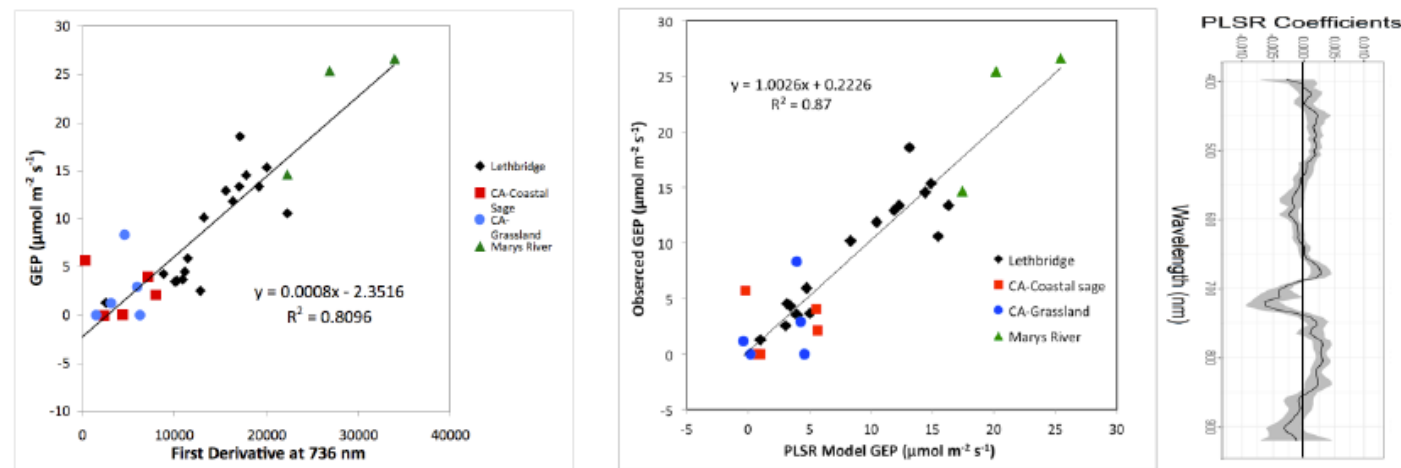 30
25
20
15
10
5
0
-5
-10
GEP (μmol m-2 s-1)
0 10000 20000 30000 40000
First Derivative at 736 nm
y = 0.0008x - 2.3516
R² = 0.8096
Lethbridge
CA-Coastal
Sage
CA-
Grassland
Marys River
30
25
20
15
10
5
0
-5
Obserced GEP (μmol m-2 s-1)
-5 0 5 10 15 20 25 30
PLSR Model GEP (μmol m-2 s-1)
y = 1.0026x + 0.2226
R² = 0.87
Lethbridge
CA-Coastal sage
CA-Grassland
Marys River
PLSR Coefficients
-0.010 -0.005 0.000 0.005 0.010
400
500
600
700
800
900
Wavelength (nm)